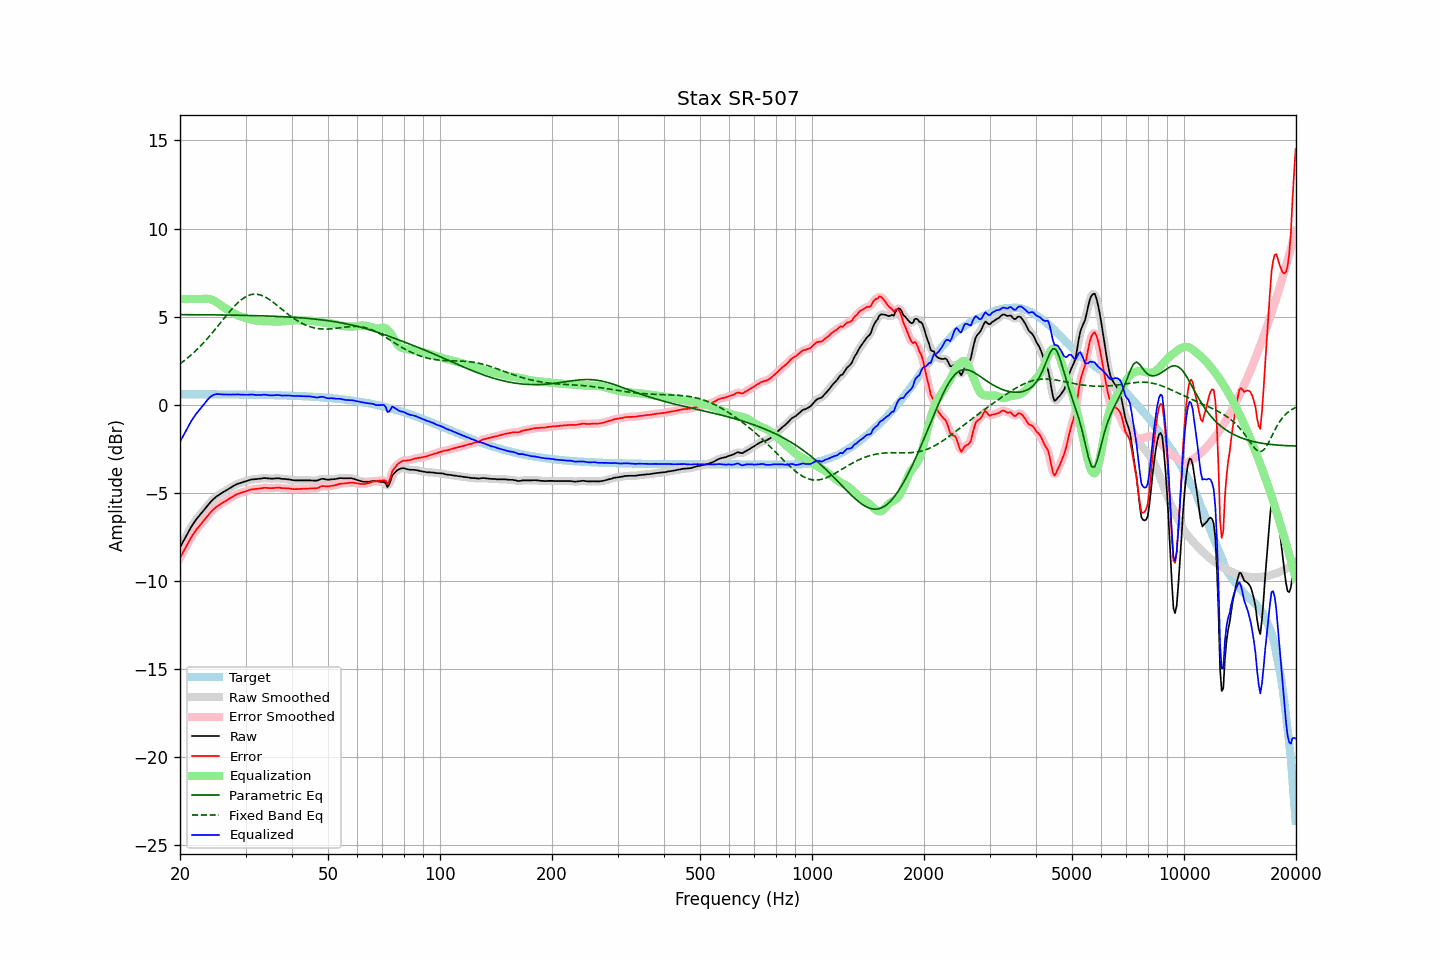 Stax SR-507
Amplitude (dBr)
15
10
5
0
−5
−10
−15
−20
−25
Target
Raw Smoothed
Error Smoothed
Raw
Error
Equalization
Parametric Eq
Fixed Band Eq
Equalized
20 50 100 200 500 1000 2000 5000 10000 20000
Frequency (Hz)